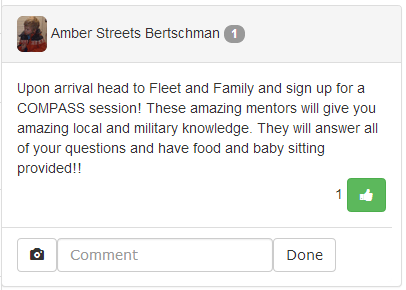 Amber Streets Bertschman 1
Upon arrival head to Fleet and Family and sign up for a
COMPASS session! These amazing mentors will give you
amazing local and military knowledge. They will answer all
of your questions and have food and baby sitting
provided!!
1
Comment Done